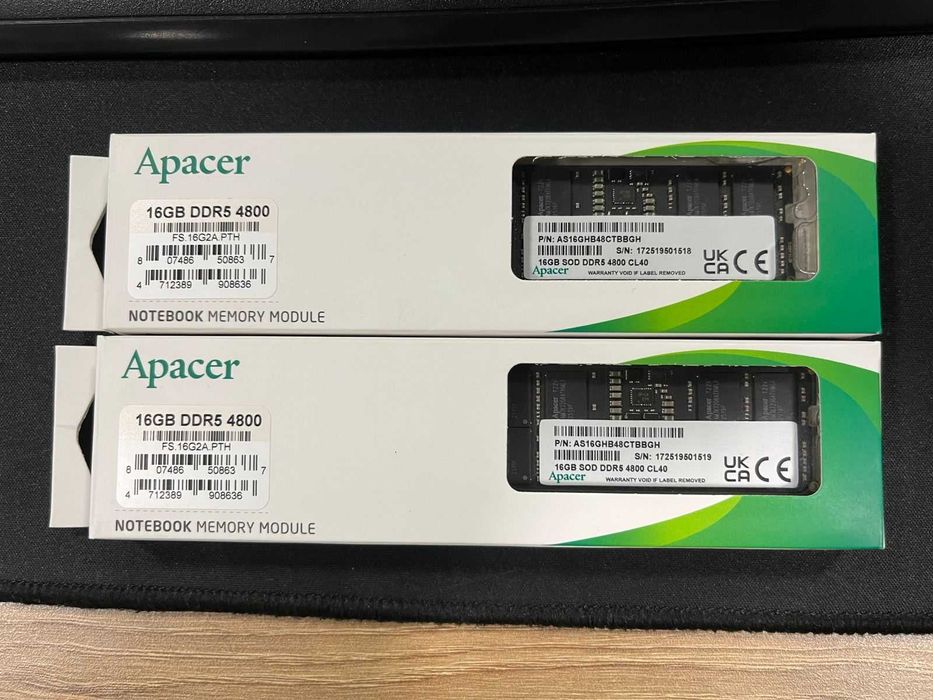 Apacer
16GB DDR5 4800
FS.16G2A.PTH
8 07486 50863 7
4 712389 908636
NOTEBOOK MEMORY MODULE
P/N: AS16GHB48CTBBGH
S/N: 172519501518
16GB SOD DDR5 4800 CL40
Apacer WARRANTY VOID IF LABEL REMOVED
UK CA CE
Apacer
16GB DDR5 4800
FS.16G2A.PTH
8 07486 50863 7
4 712389 908636
NOTEBOOK MEMORY MODULE
P/N: AS16GHB48CTBBGH
S/N: 172519501519
16GB SOD DDR5 4800 CL40
Apacer WARRANTY VOID IF LABEL REMOVED
UK CA CE